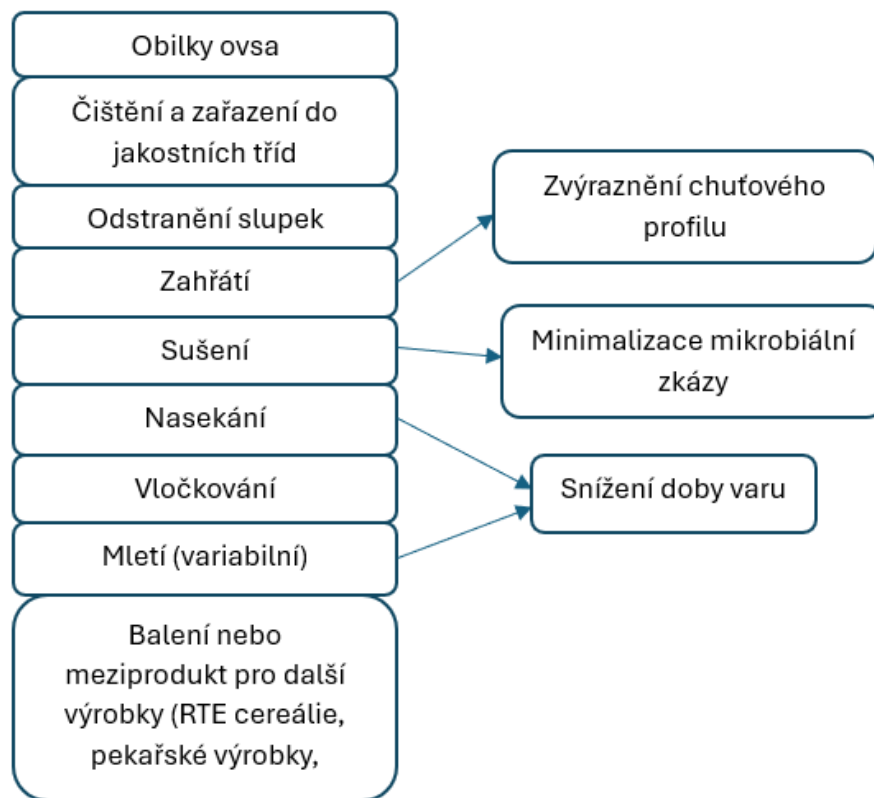 Obilky ovsa
Čištění a zařazení do
jakostních tříd
Odstranění slupek
Zahřátí
Sušení
Nasekání
Vločkování
Mletí (variabilní)
Balení nebo
meziprodukt pro další
výrobky (RTE cereálie,
pekařské výrobky,
Zvýraznění chuťového
profilu
Minimalizace mikrobiální
zkázy
Snížení doby varu